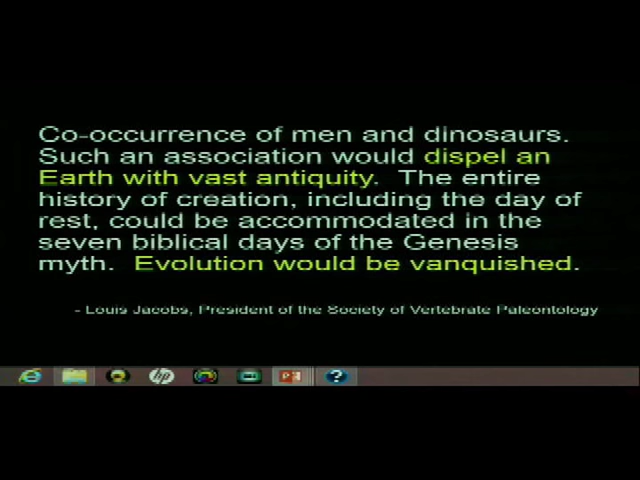 Co-occurrence of men and dinosaurs.
Such an association would dispel an
Earth with vast antiquity.  The entire
history of creation, including the day of
rest, could be accommodated in the
seven biblical days of the Genesis
myth.  Evolution would be vanquished.
- Louis Jacobs, President of the Society of Vertebrate Paleontology
hp
?